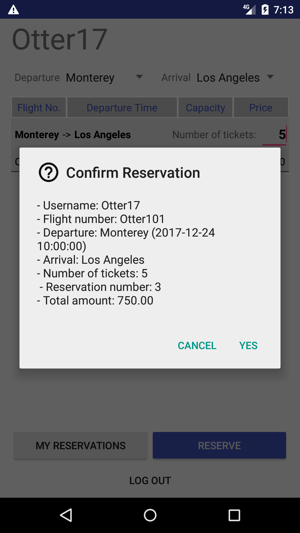 4G 7:13
Otter17
Departure Monterey Arrival Los Angeles
Flight No. Departure Time Capacity Price
Monterey -> Los Angeles Number of tickets: 5
Confirm Reservation
- Username: Otter17
- Flight number: Otter101
- Departure: Monterey (2017-12-24
10:00:00)
- Arrival: Los Angeles
- Number of tickets: 5
- Reservation number: 3
- Total amount: 750.00
CANCEL YES
MY RESERVATIONS RESERVE
LOG OUT